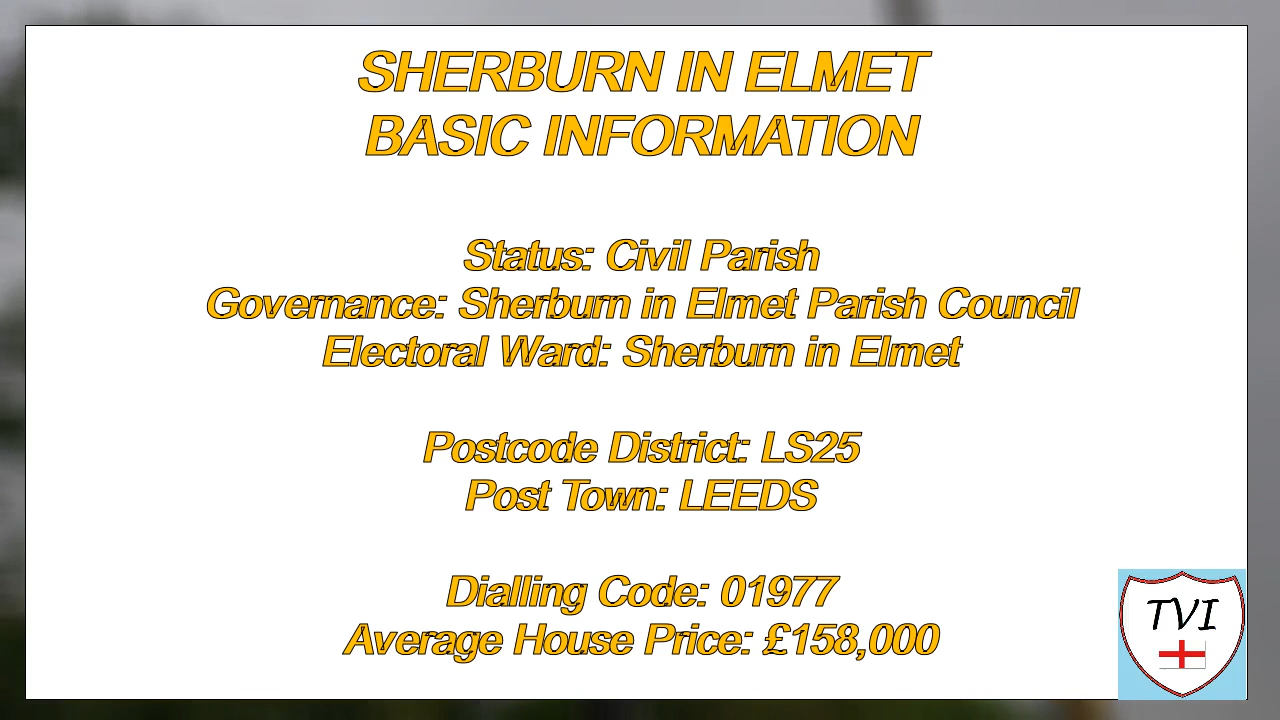 SHERBURN IN ELMET
BASIC INFORMATION
Status: Civil Parish
Governance: Sherburn in Elmet Parish Council
Electoral Ward: Sherburn in Elmet
Postcode District: LS25
Post Town: LEEDS
Dialling Code: 01977
Average House Price: £158,000
TVI